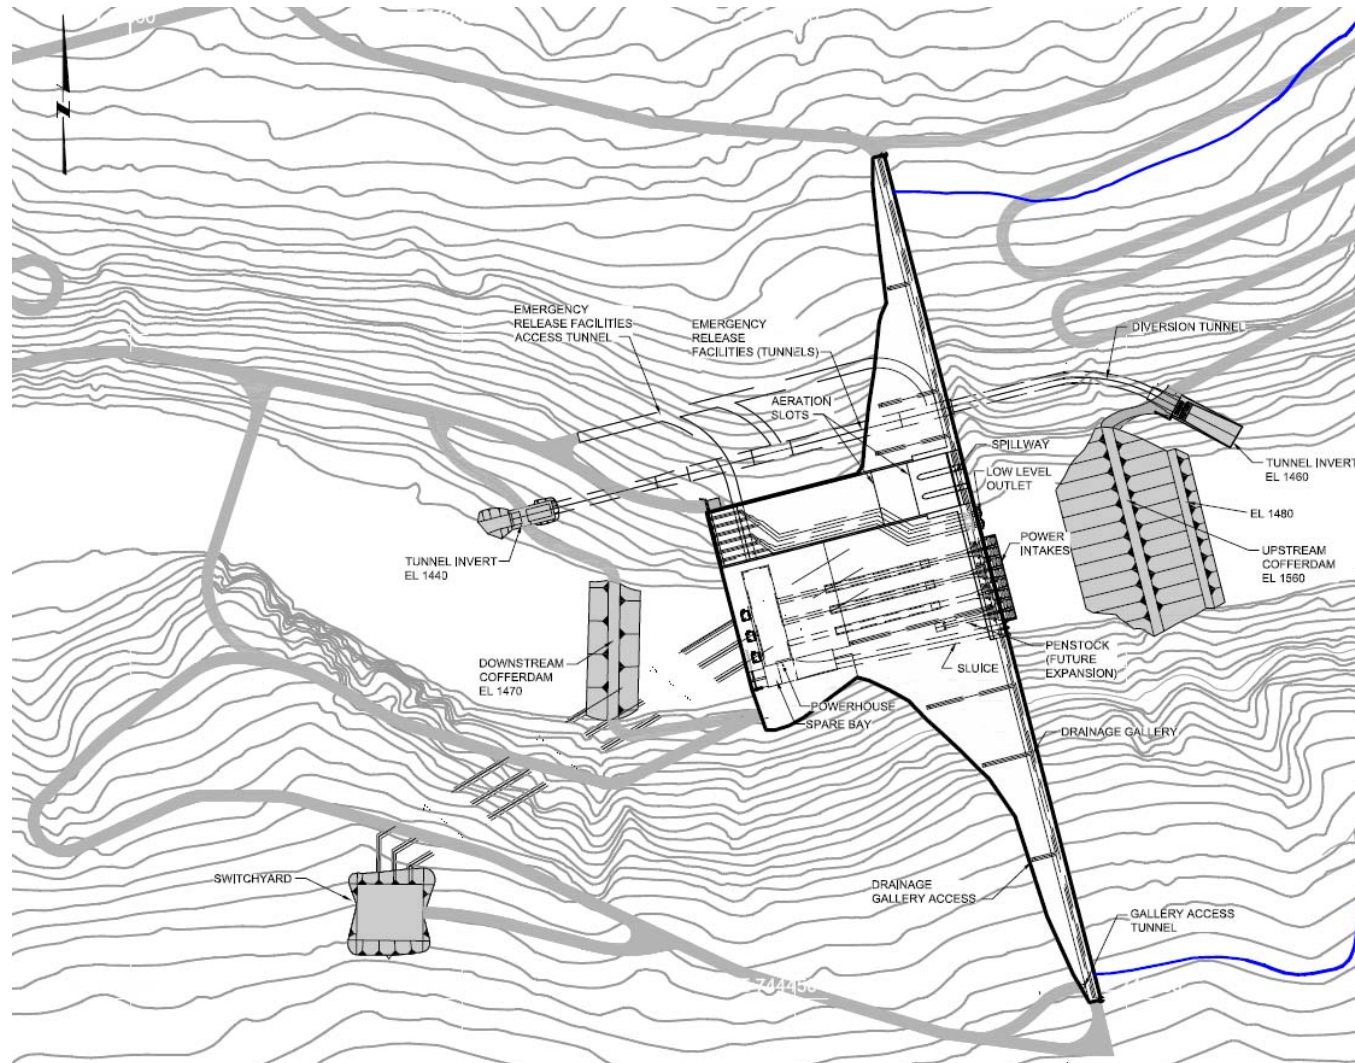 Z
EMERGENCY
RELEASE FACILITIES
ACCESS TUNNEL
EMERGENCY
RELEASE
FACILITIES (TUNNELS)
DIVERSION TUNNEL
AERATION
SLOTS
SPILLWAY
LOW LEVEL
OUTLET
TUNNEL INVERT
EL 1460
EL 1480
POWER
INTAKES
UPSTREAM
COFFERDAM
EL 1560
TUNNEL INVERT
EL 1440
DOWNSTREAM
COFFERDAM
EL 1470
PENSTOCK
(FUTURE
EXPANSION)
SLUICE
POWERHOUSE
SPARE BAY
DRAINAGE GALLERY
SWITCHYARD
DRAINAGE
GALLERY ACCESS
GALLERY ACCESS
TUNNEL
744450